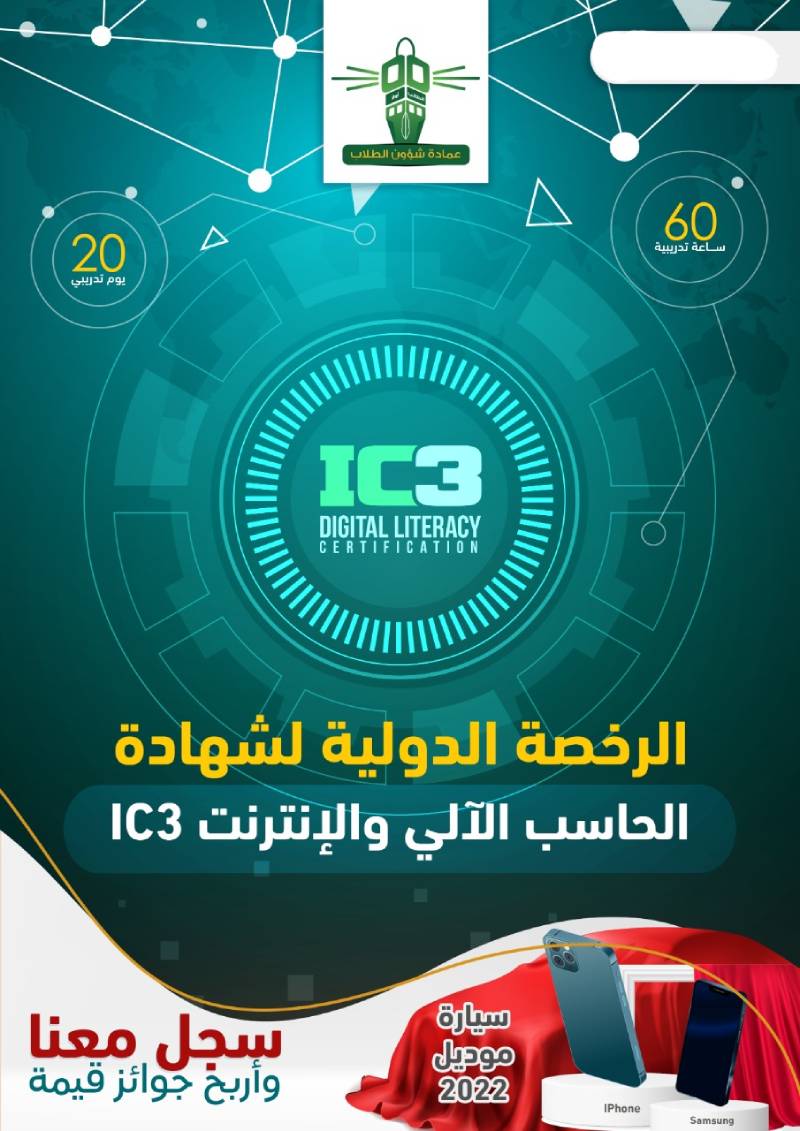 عمادة شؤون الطلاب
60
ساعة تدريبية
20
يوم تدريبي
IC3
DIGITAL LITERACY
CERTIFICATION
الرخصة الدولية لشهادة
الحاسب الآلي والإنترنت IC3
سجل معنا
وأربح جوائز قيمة
سيارة
موديل
2022
IPhone
Samsung